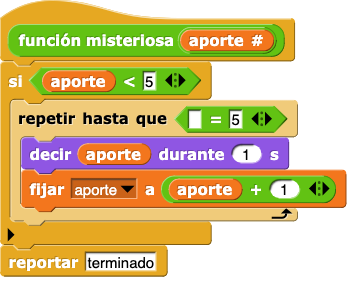 función misteriosa aporte #
si aporte < 5
repetir hasta que = 5
decir aporte durante 1 s
fijar aporte a aporte + 1
reportar terminado